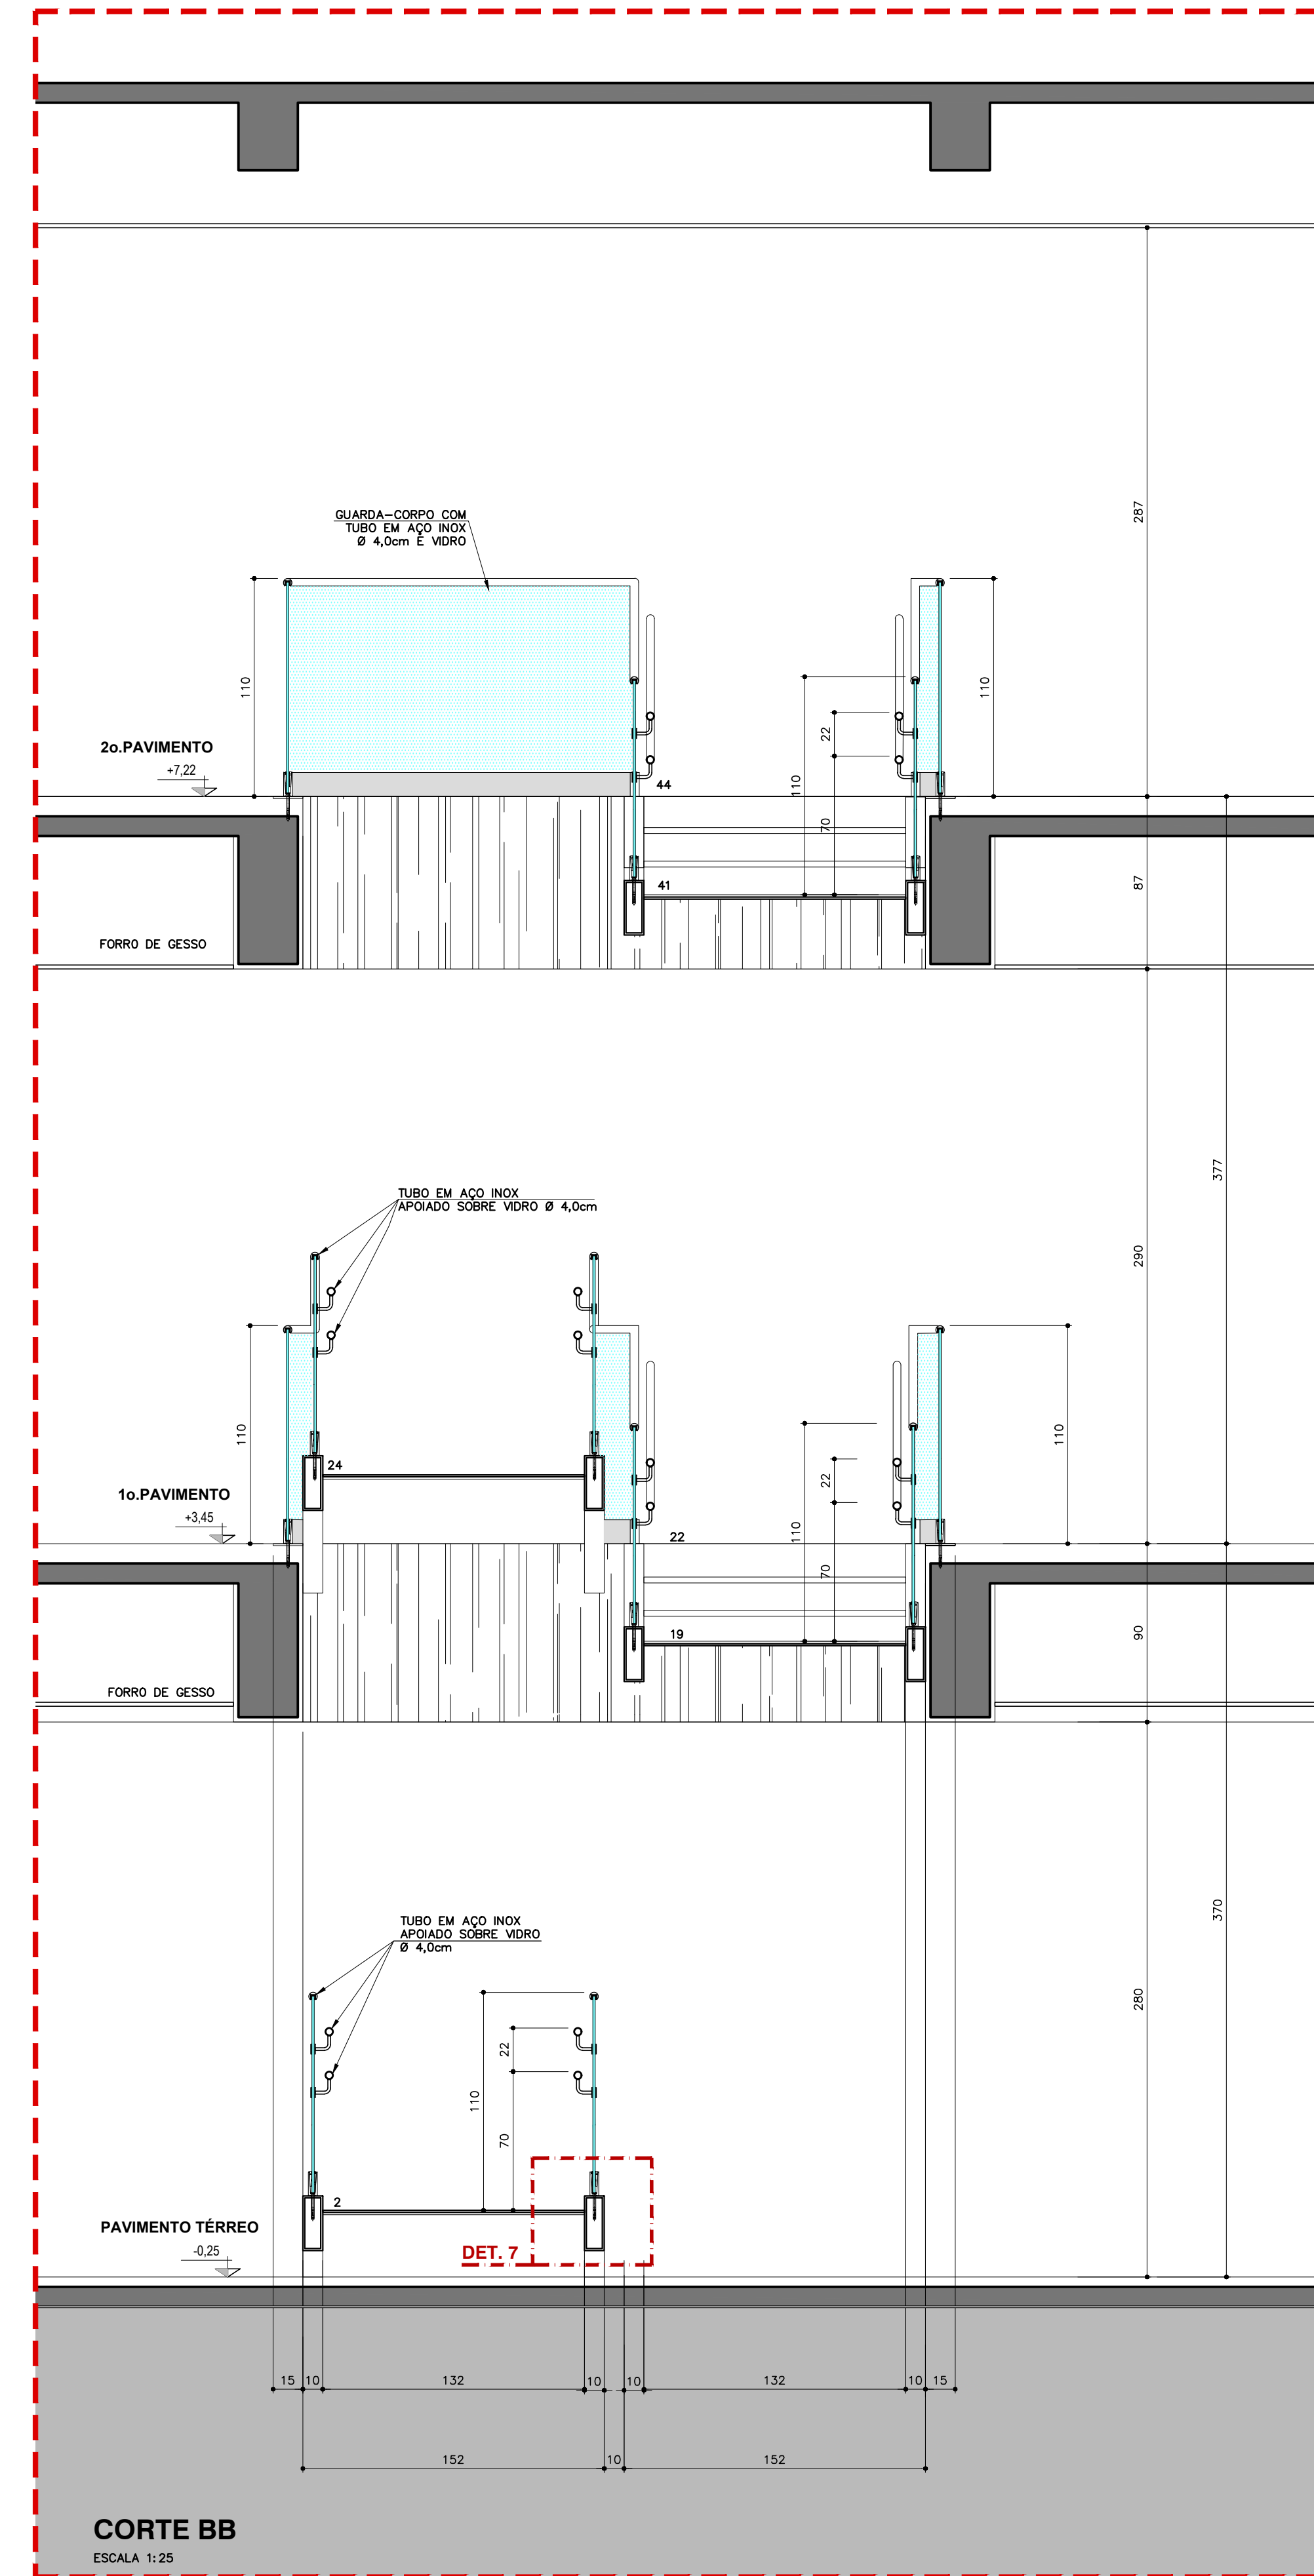 287
GUARDA-CORPO COM
TUBO EM AÇO INOX
Ø 4,0cm E VIDRO
110
110
2o.PAVIMENTO
+7,22
22
110
70
44
41
87
FORRO DE GESSO
377
TUBO EM AÇO INOX
APOIADO SOBRE VIDRO Ø 4,0cm
290
110
110
24
1o.PAVIMENTO
+3,45
22
22
110
70
19
90
FORRO DE GESSO
370
TUBO EM AÇO INOX
APOIADO SOBRE VIDRO
Ø 4,0cm
280
22
110
70
2
PAVIMENTO TÉRREO
-0,25
DET. 7
15 10 132 10 10 132 10 15
152 10 152
CORTE BB
ESCALA 1:25